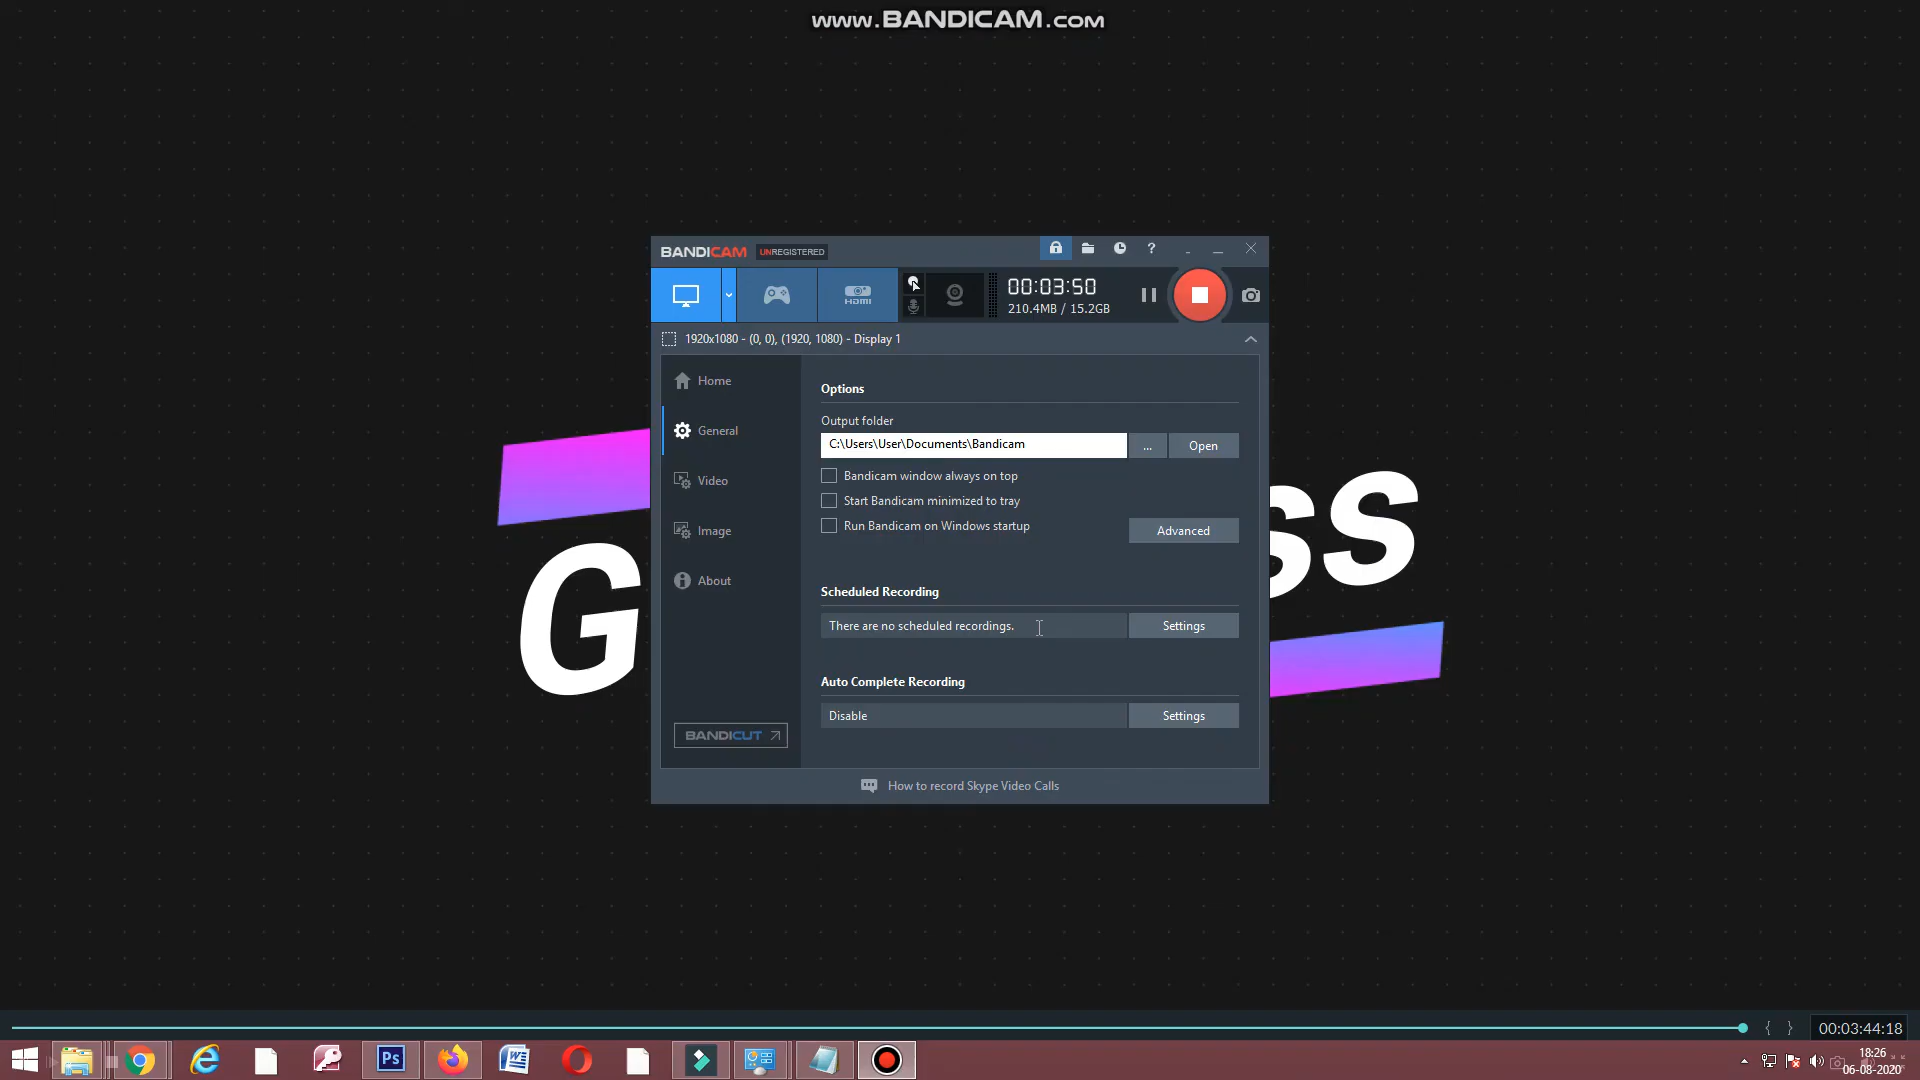 www.BANDICAM.com
BANDICAM UNREGISTERED ?
HDMI
00:03:50
210.4MB / 15.2GB
1920x1080 - (0, 0), (1920, 1080) - Display 1
Home
General
Video
Image
About
BANDICUT
Options
Output folder
C:\Users\User\Documents\Bandicam ... Open
Bandicam window always on top
Start Bandicam minimized to tray
Run Bandicam on Windows startup
Advanced
Scheduled Recording
There are no scheduled recordings. Settings
Auto Complete Recording
Disable Settings
How to record Skype Video Calls
G
ss
{ } 00:03:44:18
Ps
18:26
06-08-2020